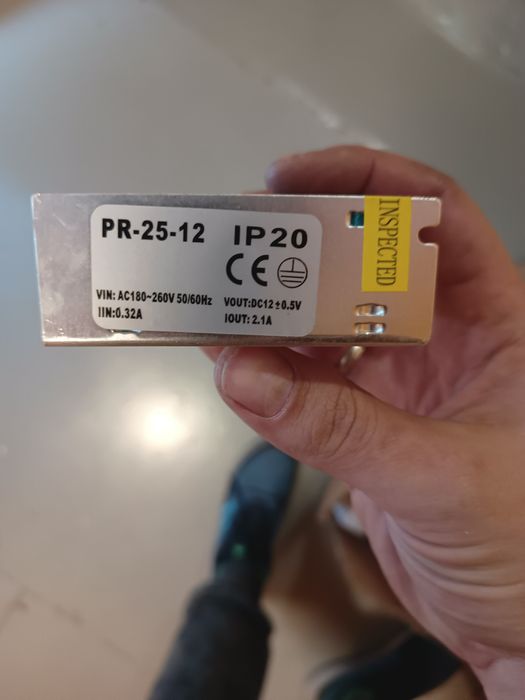 PR-25-12
IP20
CE
VIN: AC180~260V 50/60Hz
IIN:0.32A
VOUT:DC12±0.5V
IOUT: 2.1A
INSPECTED